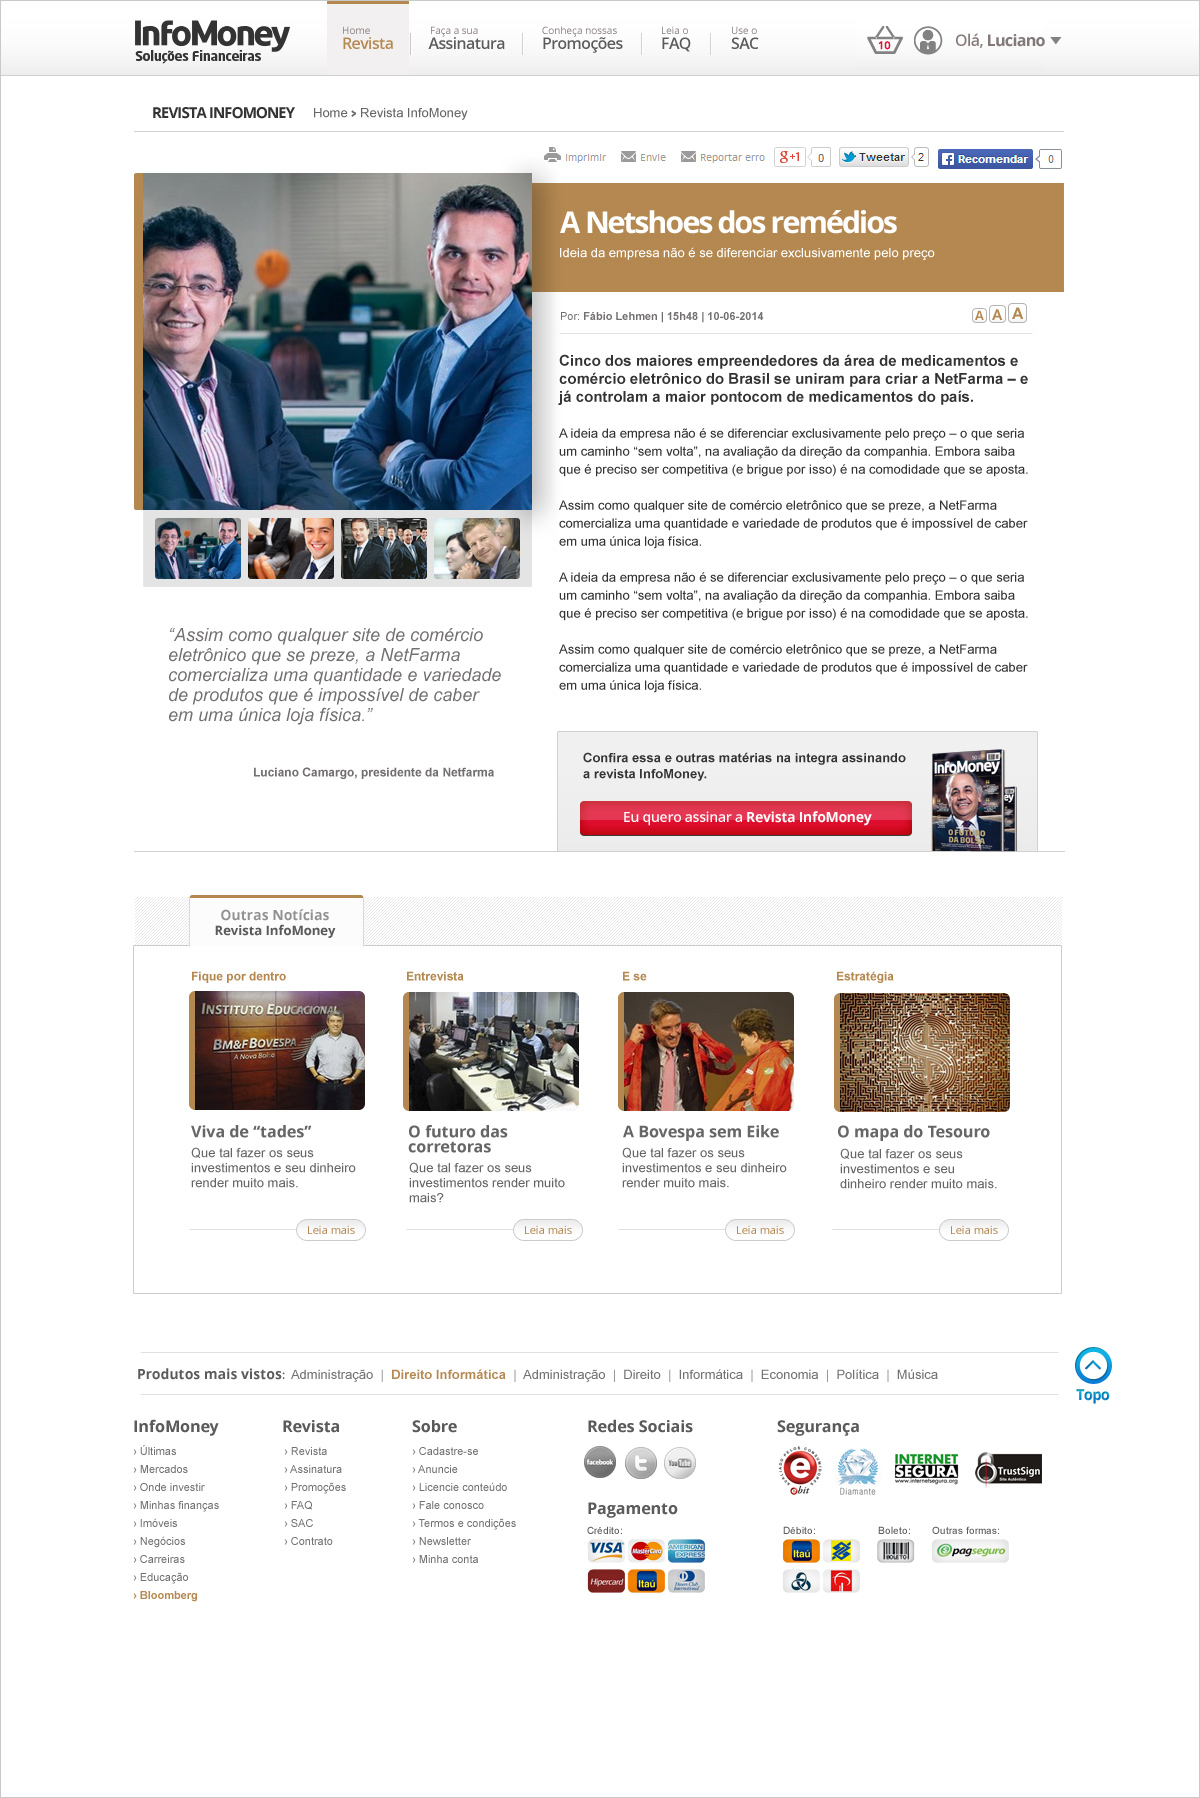 InfoMoney
Soluções Financeiras
Home
Revista
Faça a sua
Assinatura
Conheça nossas
Promoções
Leia o
FAQ
Use o
SAC
10
Olá, Luciano
REVISTA INFOMONEY
Home > Revista InfoMoney
Imprimir
Envie
Reportar erro
g+1
0
Tweetar
2
Recomendar
0
A Netshoes dos remédios
Ideia da empresa não é se diferenciar exclusivamente pelo preço
Por: Fábio Lehmen | 15h48 | 10-06-2014
A A A
Cinco dos maiores empreendedores da área de medicamentos e
comércio eletrônico do Brasil se uniram para criar a NetFarma – e
já controlam a maior pontocom de medicamentos do país.
A ideia da empresa não é se diferenciar exclusivamente pelo preço – o que seria
um caminho “sem volta”, na avaliação da direção da companhia. Embora saiba
que é preciso ser competitiva (e brigue por isso) é na comodidade que se aposta.
Assim como qualquer site de comércio eletrônico que se preze, a NetFarma
comercializa uma quantidade e variedade de produtos que é impossível de caber
em uma única loja física.
A ideia da empresa não é se diferenciar exclusivamente pelo preço – o que seria
um caminho “sem volta”, na avaliação da direção da companhia. Embora saiba
que é preciso ser competitiva (e brigue por isso) é na comodidade que se aposta.
Assim como qualquer site de comércio eletrônico que se preze, a NetFarma
comercializa uma quantidade e variedade de produtos que é impossível de caber
em uma única loja física.
“Assim como qualquer site de comércio
eletrônico que se preze, a NetFarma
comercializa uma quantidade e variedade
de produtos que é impossível de caber
em uma única loja física.”
Luciano Camargo, presidente da Netfarma
Confira essa e outras matérias na integra assinando
a revista InfoMoney.
Eu quero assinar a Revista InfoMoney
InfoMoney
O FUTURO
DA BOLSA
Outras Notícias
Revista InfoMoney
Fique por dentro
INSTITUTO EDUCACIONAL
BM&FBOVESPA
A Nova Bolsa
Viva de “tades”
Que tal fazer os seus
investimentos e seu dinheiro
render muito mais.
Leia mais
Entrevista
O futuro das
corretoras
Que tal fazer os seus
investimentos render muito
mais?
Leia mais
E se
A Bovespa sem Eike
Que tal fazer os seus
investimentos e seu dinheiro
render muito mais.
Leia mais
Estratégia
O mapa do Tesouro
Que tal fazer os seus
investimentos e seu
dinheiro render muito mais.
Leia mais
Produtos mais vistos: Administração | Direito Informática | Administração | Direito | Informática | Economia | Política | Música
Topo
InfoMoney
› Últimas
› Mercados
› Onde investir
› Minhas finanças
› Imóveis
› Negócios
› Carreiras
› Educação
› Bloomberg
Revista
› Revista
› Assinatura
› Promoções
› FAQ
› SAC
› Contrato
Sobre
› Cadastre-se
› Anuncie
› Licencie conteúdo
› Fale conosco
› Termos e condições
› Newsletter
› Minha conta
Redes Sociais
facebook
t
YouTube
Segurança
e
ebit
Diamante
INTERNET
SEGURA
www.internetsegura.org
TrustSign
Site Autêntico
Pagamento
Crédito:
VISA
MasterCard
AMERICAN
EXPRESS
Hipercard
Itaú
Diners Club
International
Débito:
Itaú
Boleto:
BOLETO
Outras formas:
pagseguro